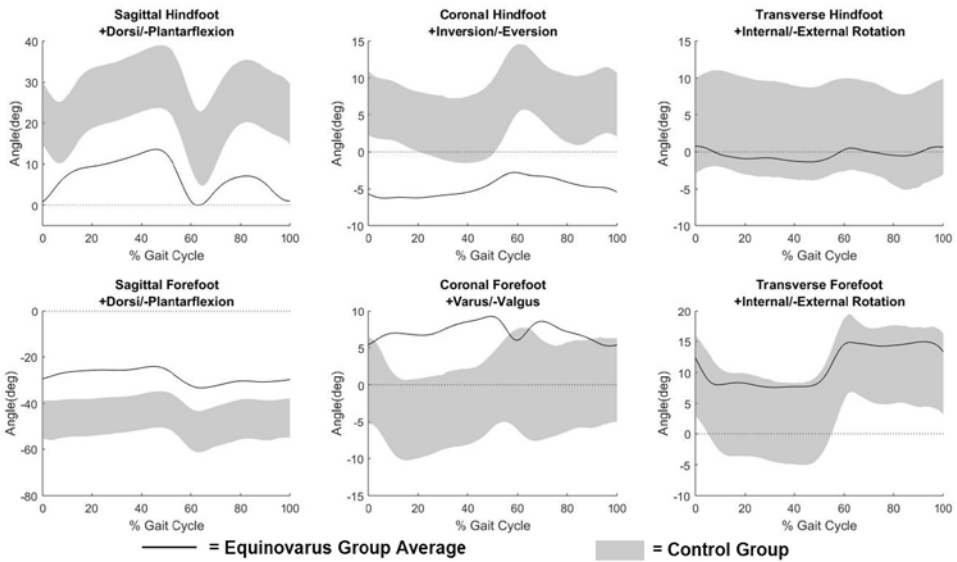 Sagittal Hindfoot
+Dorsi/-Plantarflexion
Angle(deg)
40
30
20
10
0
0
20
40
60
80
100
% Gait Cycle
Coronal Hindfoot
+Inversion/-Eversion
Angle(deg)
15
10
5
0
-5
-10
0
20
40
60
80
100
% Gait Cycle
Transverse Hindfoot
+Internal/-External Rotation
Angle(deg)
15
10
5
0
-5
-10
0
20
40
60
80
100
% Gait Cycle
Sagittal Forefoot
+Dorsi/-Plantarflexion
Angle(deg)
0
-20
-40
-60
-80
0
20
40
60
80
100
% Gait Cycle
Coronal Forefoot
+Varus/-Valgus
Angle(deg)
10
5
0
-5
-10
-15
0
20
40
60
80
100
% Gait Cycle
Transverse Forefoot
+Internal/-External Rotation
Angle(deg)
20
15
10
5
0
-5
-10
0
20
40
60
80
100
% Gait Cycle
= Equinovarus Group Average
= Control Group